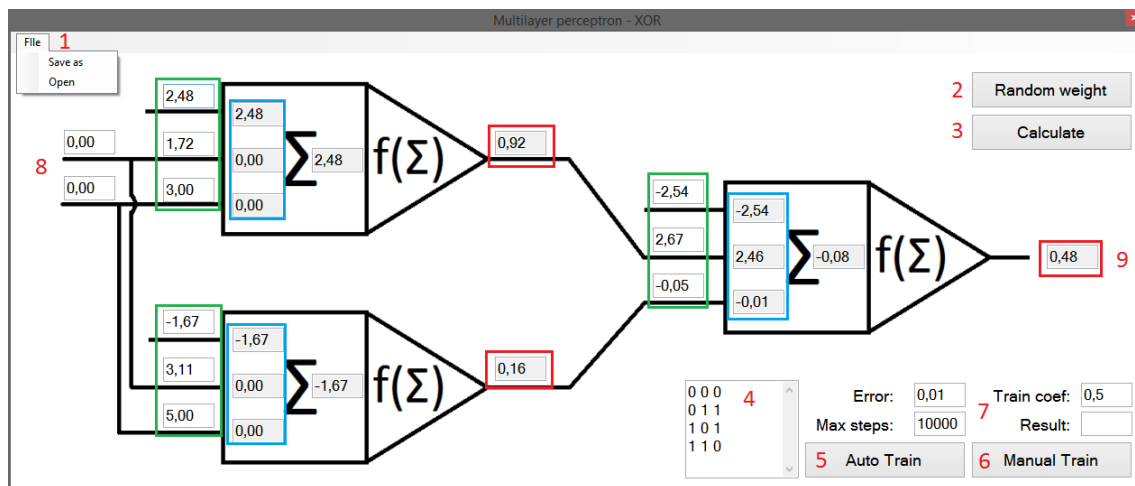 Multilayer perceptron - XOR
x
FIle 1
Save as
Open
2,48
1,72
3,00
0,00
8
0,00
2,48
0,00
0,00
Σ 2,48 f(Σ)
0,92
2 Random weight
3 Calculate
-2,54
2,67
-0,05
-2,54
2,46
-0,01
Σ -0,08 f(Σ)
0,48 9
-1,67
3,11
5,00
-1,67
0,00
0,00
Σ -1,67 f(Σ)
0,16
0 0 0
0 1 1
1 0 1
1 1 0
4
Error: 0,01
Max steps: 10000
7
Train coef: 0,5
Result:
5 Auto Train
6 Manual Train